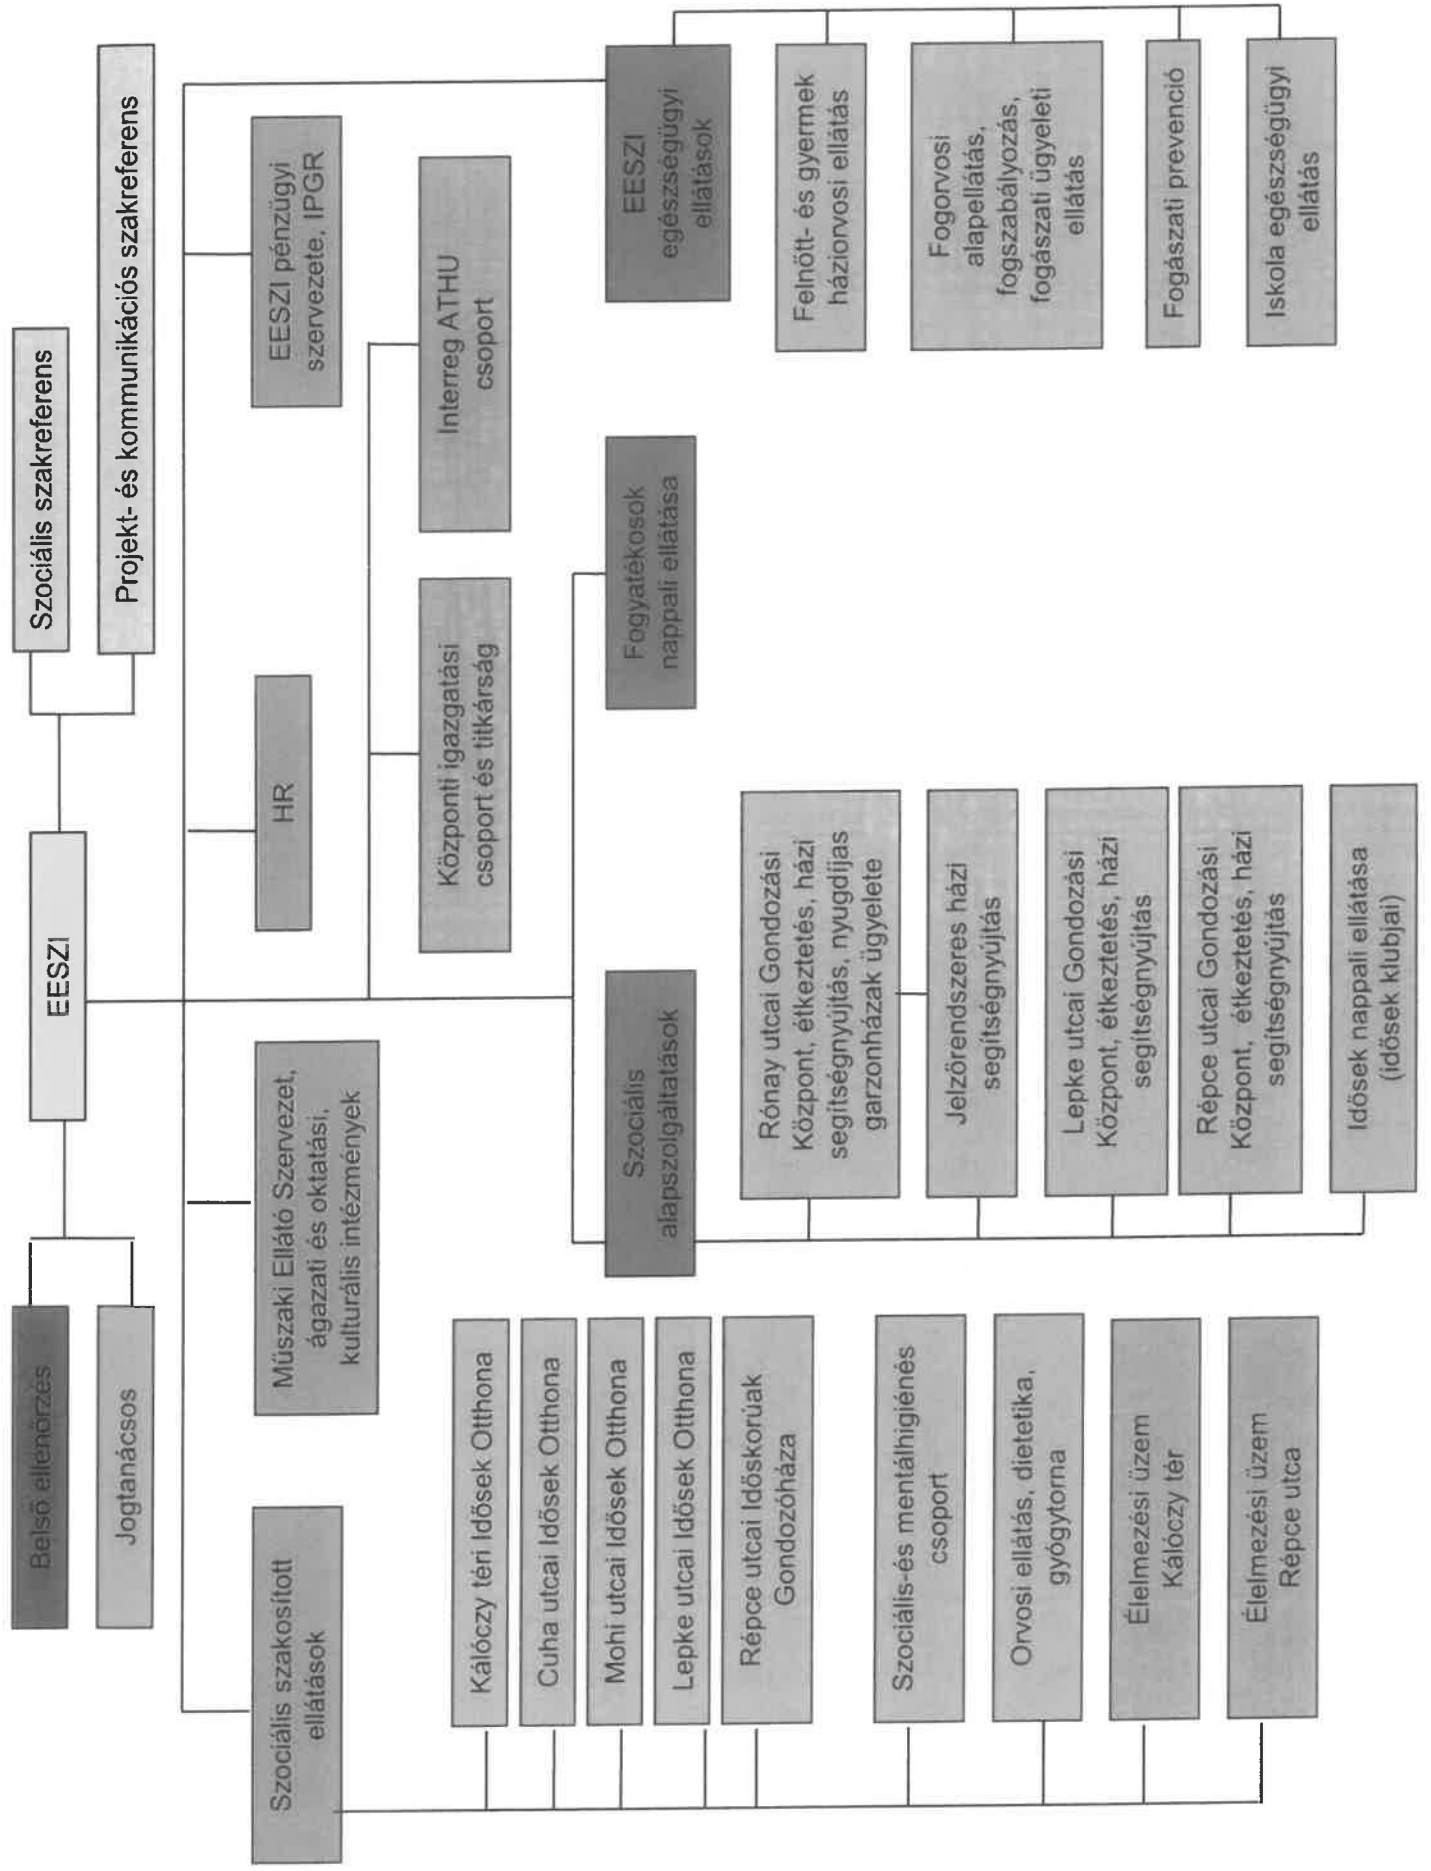 EESZI
Belső ellenőrzés
Jogtanácsos
Szociális szakreferens
Projekt- és kommunikációs szakreferens
Szociális szakosított
ellátások
Műszaki Ellátó Szervezet,
ágazati és oktatási,
kulturális intézmények
HR
EESZI pénzügyi
szervezete, IPGR
Központi igazgatási
csoport és titkárság
Interreg ATHU
csoport
Kálóczy téri Idősek Otthona
Cuha utcai Idősek Otthona
Mohi utcai Idősek Otthona
Lepke utcai Idősek Otthona
Répce utcai Időskorúak
Gondozóháza
Szociális-és mentálhigiénés
csoport
Orvosi ellátás, dietetika,
gyógytorna
Élelmezési üzem
Kálóczy tér
Élelmezési üzem
Répce utca
Szociális
alapszolgáltatások
Rónay utcai Gondozási
Központ, étkeztetés, házi
segítségnyújtás, nyugdíjas
garzonházak ügyelete
Jelzőrendszeres házi
segítségnyújtás
Lepke utcai Gondozási
Központ, étkeztetés, házi
segítségnyújtás
Répce utcai Gondozási
Központ, étkeztetés, házi
segítségnyújtás
Idősek nappali ellátása
(idősek klubjai)
Fogyatékosok
nappali ellátása
EESZI
egészségügyi
ellátások
Felnőtt- és gyermek
háziorvosi ellátás
Fogorvosi
alapellátás,
fogszabályozás,
fogászati ügyeleti
ellátás
Fogászati prevenció
Iskola egészségügyi
ellátás